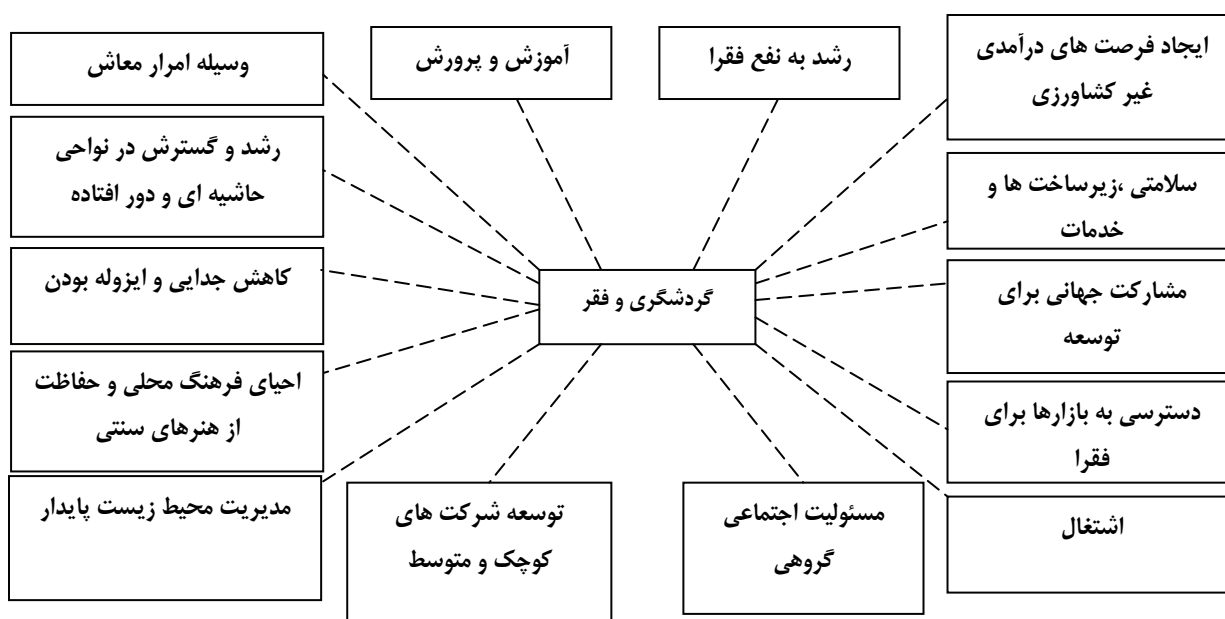 ایجاد فرصت های درآمدی
غیر کشاورزی
رشد به نفع فقرا
آموزش و پرورش
وسیله امرار معاش
سلامتی ،زیرساخت ها و
خدمات
رشد و گسترش در نواحی
حاشیه ای و دور افتاده
مشارکت جهانی برای
توسعه
گردشگری و فقر
کاهش جدایی و ایزوله بودن
دسترسی به بازارها برای
فقرا
احیای فرهنگ محلی و حفاظت
از هنرهای سنتی
اشتغال
مسئولیت اجتماعی
گروهی
توسعه شرکت های
کوچک و متوسط
مدیریت محیط زیست پایدار